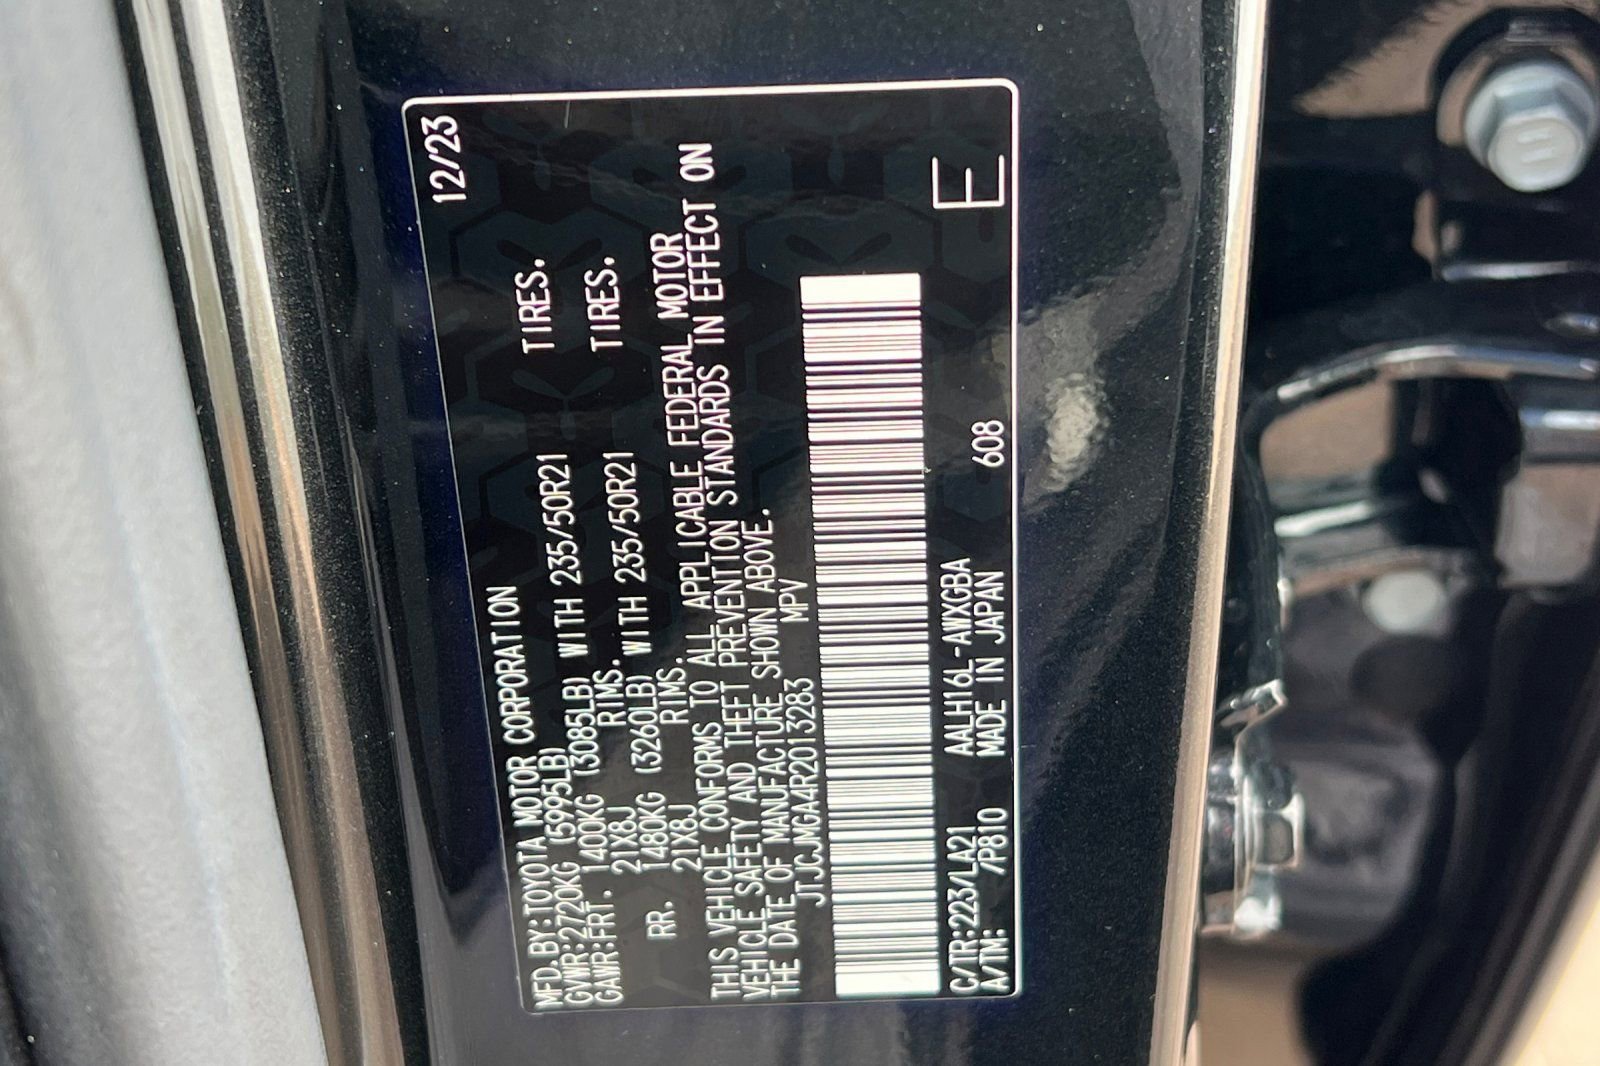 MFD.BY:TOYOTA MOTOR CORPORATION 12/23
GVWR:2720KG (5995LB)
GAWR:FRT. 1400KG (3085LB) WITH 235/50R21 TIRES.
21X8J RIMS.
RR. 1480KG (3260LB) WITH 235/50R21 TIRES.
21X8J RIMS.
THIS VEHICLE CONFORMS TO ALL APPLICABLE FEDERAL MOTOR
VEHICLE SAFETY AND THEFT PREVENTION STANDARDS IN EFFECT ON
THE DATE OF MANUFACTURE SHOWN ABOVE.
JTJCJMGA4R2013283 MPV
C/TR:223/LA21 AALH16L-AWXGBA E
A/TM: /P810 MADE IN JAPAN 608